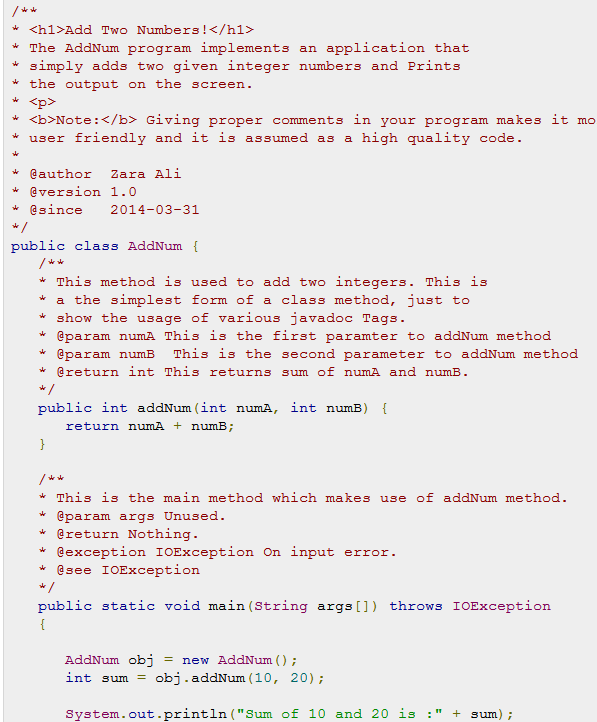 /**
* <h1>Add Two Numbers!</h1>
* The AddNum program implements an application that
* simply adds two given integer numbers and Prints
* the output on the screen.
* <p>
* <b>Note:</b> Giving proper comments in your program makes it mo
* user friendly and it is assumed as a high quality code.
*
* @author  Zara Ali
* @version 1.0
* @since   2014-03-31
*/
public class AddNum {
   /**
   * This method is used to add two integers. This is
   * a the simplest form of a class method, just to
   * show the usage of various javadoc Tags.
   * @param numA This is the first paramter to addNum method
   * @param numB  This is the second parameter to addNum method
   * @return int This returns sum of numA and numB.
   */
   public int addNum(int numA, int numB) {
      return numA + numB;
   }

   /**
   * This is the main method which makes use of addNum method.
   * @param args Unused.
   * @return Nothing.
   * @exception IOException On input error.
   * @see IOException
   */
   public static void main(String args[]) throws IOException
   {

      AddNum obj = new AddNum();
      int sum = obj.addNum(10, 20);

      System.out.println("Sum of 10 and 20 is :" + sum);